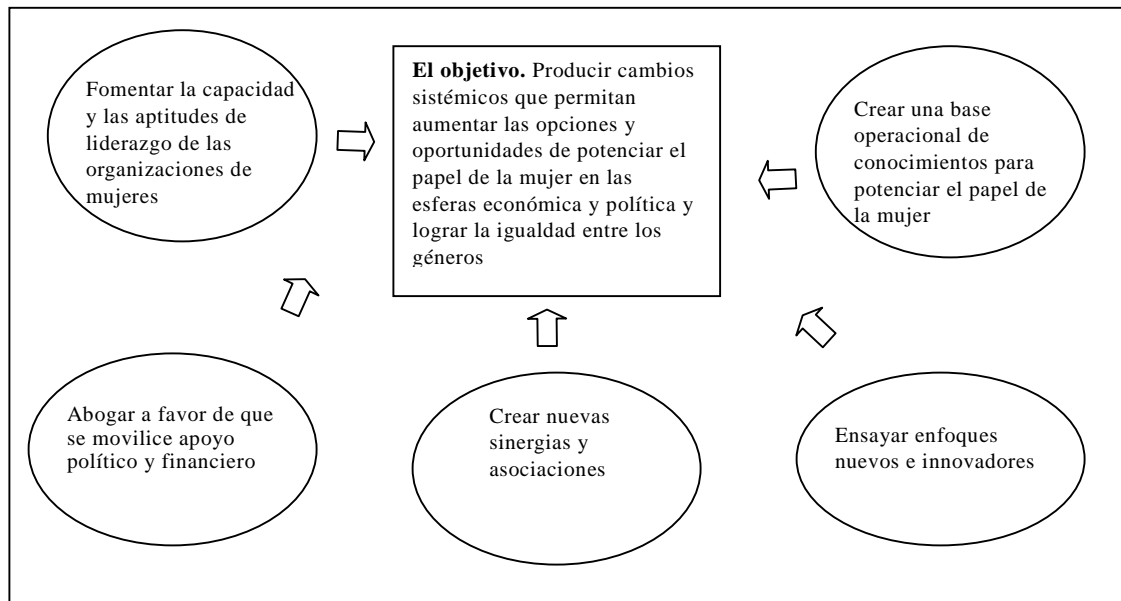 Fomentar la capacidad
y las aptitudes de
liderazgo de las
organizaciones de
mujeres
El objetivo. Producir cambios
sistémicos que permitan
aumentar las opciones y
oportunidades de potenciar el
papel de la mujer en las
esferas económica y política y
lograr la igualdad entre los
géneros
Crear una base
operacional de
conocimientos para
potenciar el papel de
la mujer
Abogar a favor de que
se movilice apoyo
político y financiero
Crear nuevas
sinergias y
asociaciones
Ensayar enfoques
nuevos e innovadores